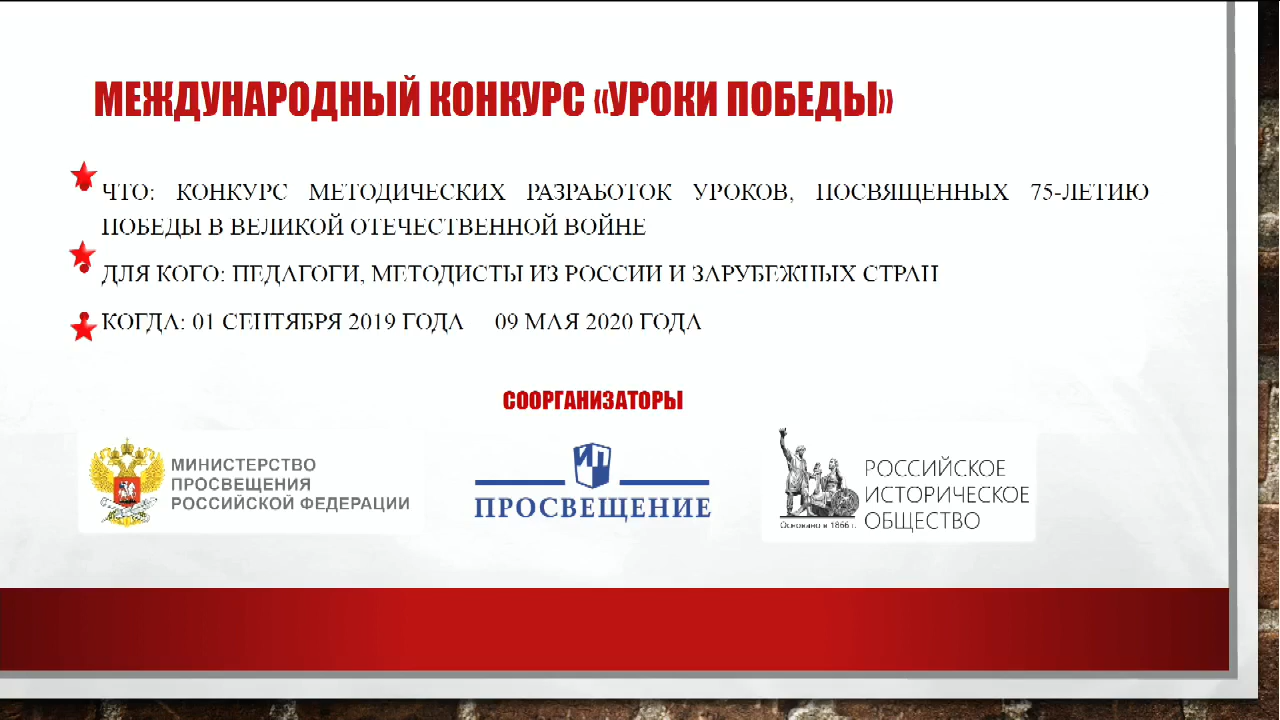 МЕЖДУНАРОДНЫЙ КОНКУРС «УРОКИ ПОБЕДЫ»
ЧТО: КОНКУРС МЕТОДИЧЕСКИХ РАЗРАБОТОК УРОКОВ, ПОСВЯЩЕННЫХ 75-ЛЕТИЮ
ПОБЕДЫ В ВЕЛИКОЙ ОТЕЧЕСТВЕННОЙ ВОЙНЕ
ДЛЯ КОГО: ПЕДАГОГИ, МЕТОДИСТЫ ИЗ РОССИИ И ЗАРУБЕЖНЫХ СТРАН
КОГДА: 01 СЕНТЯБРЯ 2019 ГОДА 09 МАЯ 2020 ГОДА
СООРГАНИЗАТОРЫ
МИНИСТЕРСТВО
ПРОСВЕЩЕНИЯ
РОССИЙСКОЙ ФЕДЕРАЦИИ
ИП
ПРОСВЕЩЕНИЕ
РОССИЙСКОЕ
ИСТОРИЧЕСКОЕ
ОБЩЕСТВО
Основано в 1866 г.